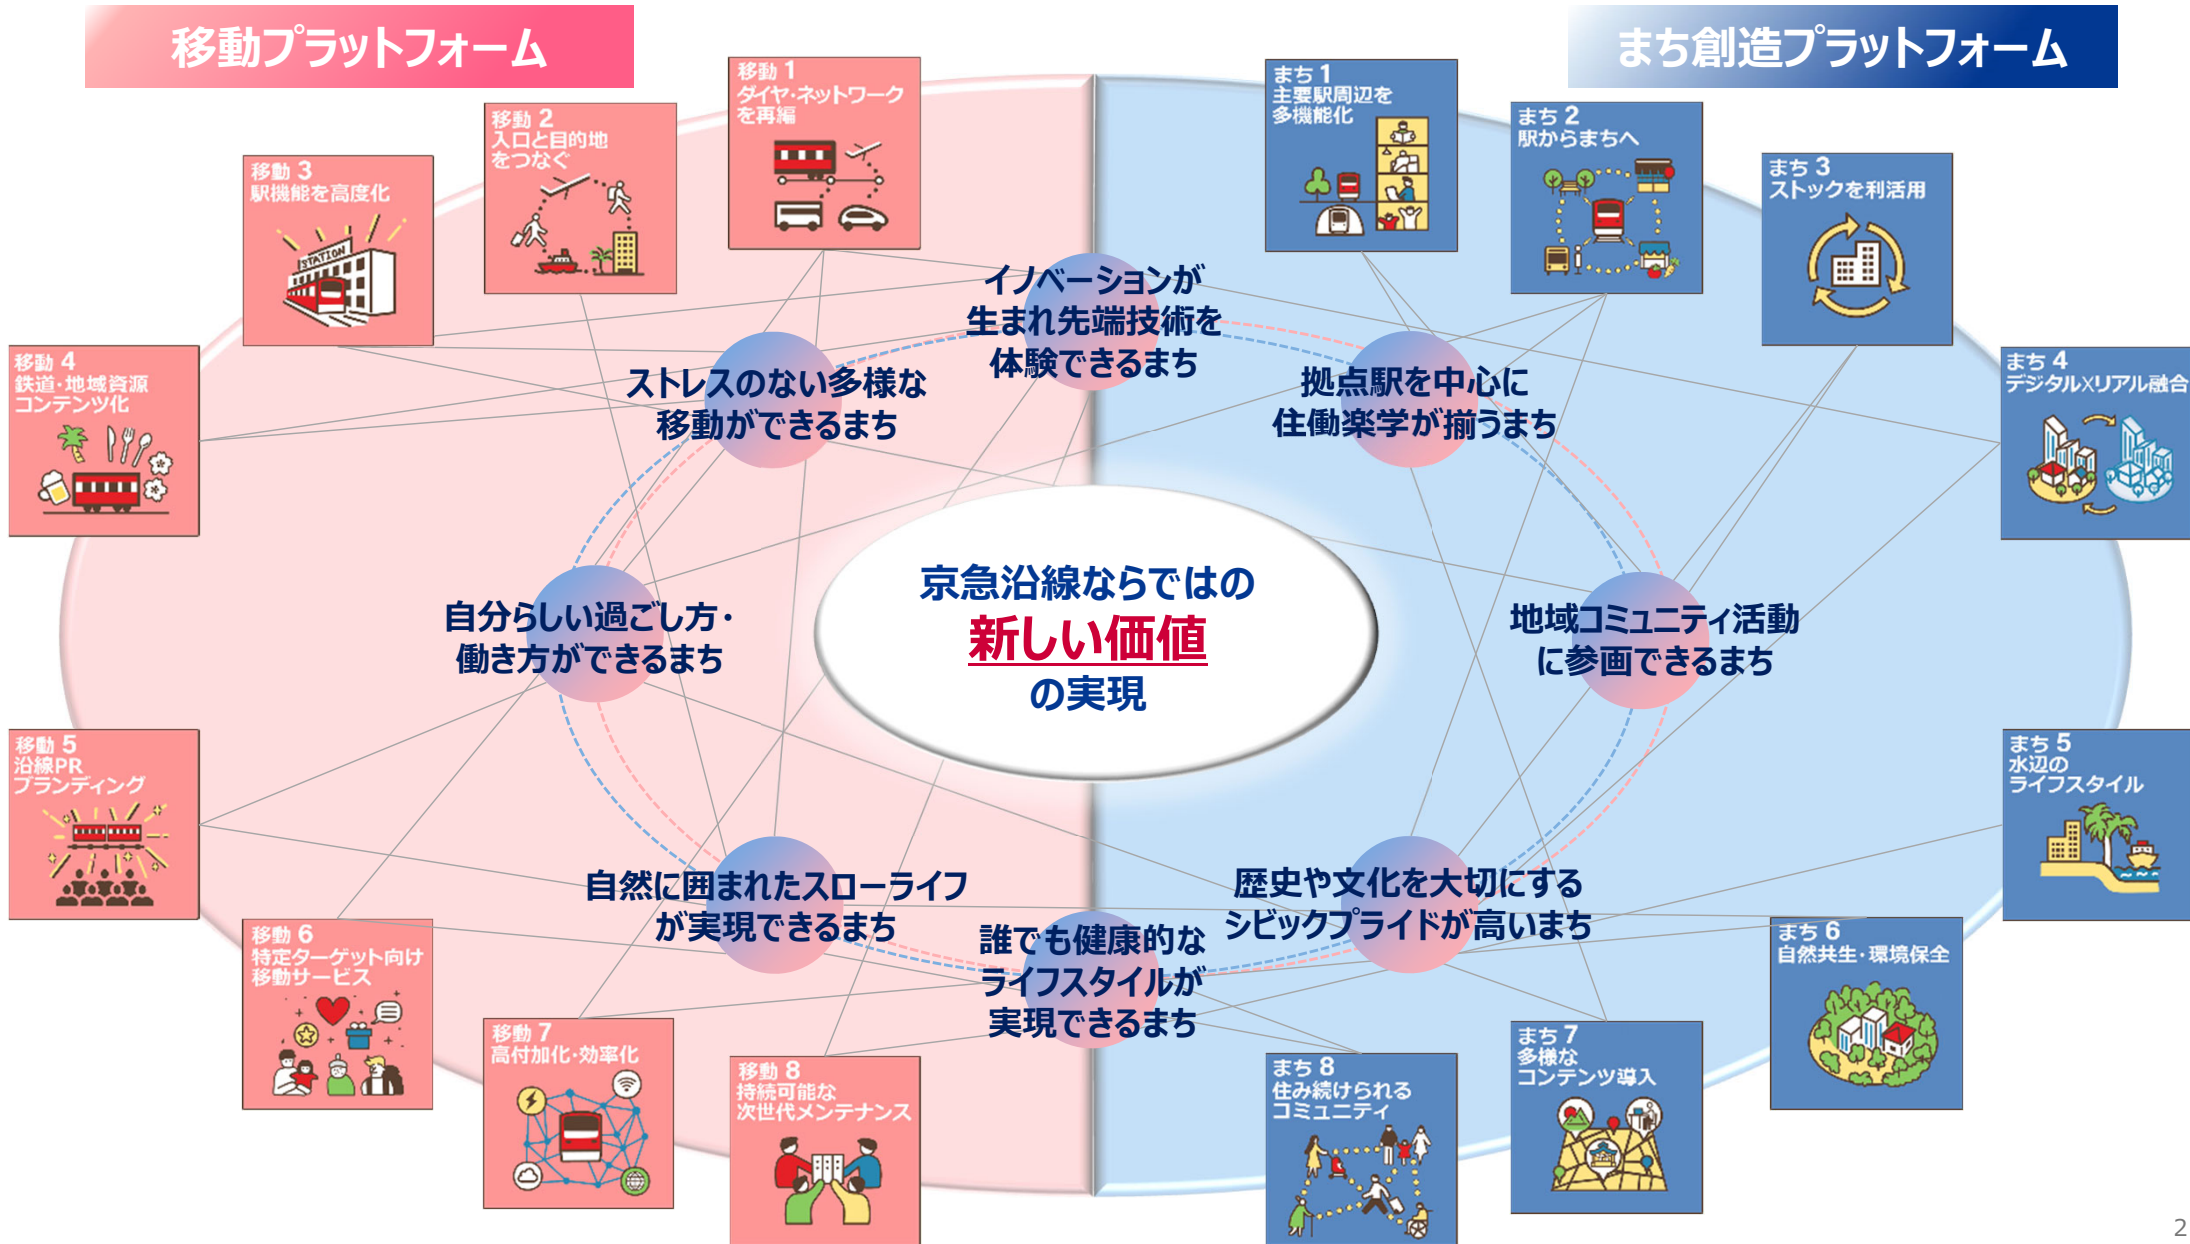 移動プラットフォーム
まち創造プラットフォーム
移動 1
ダイヤ・ネットワーク
を再編
移動 2
入口と目的地
をつなぐ
移動 3
駅機能を高度化
STATION
移動 4
鉄道・地域資源
コンテンツ化
移動 5
沿線PR
ブランディング
移動 6
特定ターゲット向け
移動サービス
移動 7
高付加化・効率化
移動 8
持続可能な
次世代メンテナンス
まち 1
主要駅周辺を
多機能化
まち 2
駅からまちへ
まち 3
ストックを利活用
まち 4
デジタル×リアル融合
まち 5
水辺の
ライフスタイル
まち 6
自然共生・環境保全
まち 7
多様な
コンテンツ導入
まち 8
住み続けられる
コミュニティ
イノベーションが
生まれ先端技術を
体験できるまち
ストレスのない多様な
移動ができるまち
拠点駅を中心に
住働楽学が揃うまち
自分らしい過ごし方・
働き方ができるまち
京急沿線ならではの
新しい価値
の実現
地域コミュニティ活動
に参画できるまち
自然に囲まれたスローライフ
が実現できるまち
誰でも健康的な
ライフスタイルが
実現できるまち
歴史や文化を大切にする
シビックプライドが高いまち
2